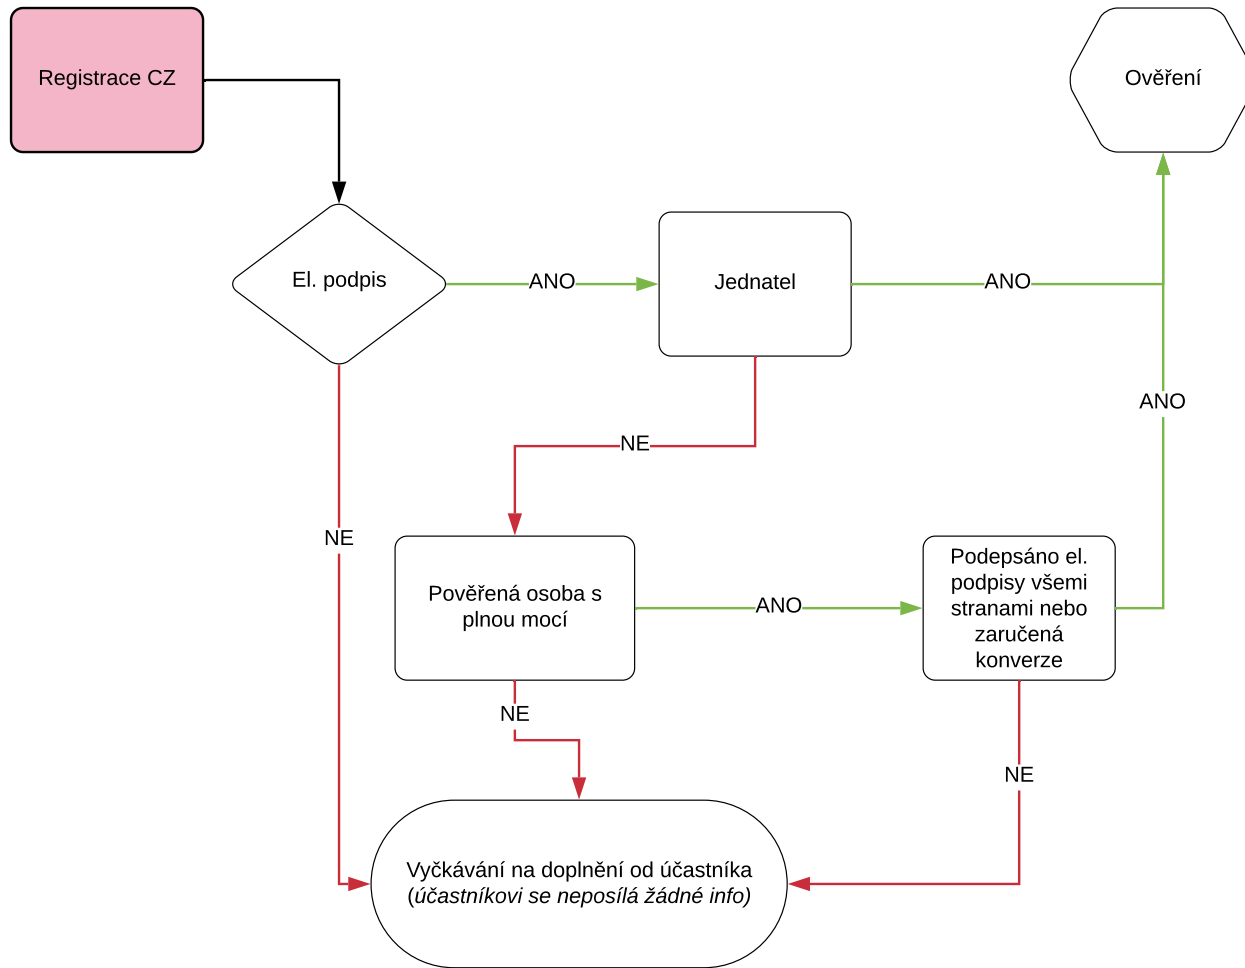 Registrace CZ
Ověření
El. podpis
ANO
Jednatel
ANO
ANO
NE
NE
Pověřená osoba s
plnou mocí
ANO
Podepsáno el.
podpisy všemi
stranami nebo
zaručená
konverze
NE
NE
Vyčkávání na doplnění od účastníka
(účastníkovi se neposílá žádné info)